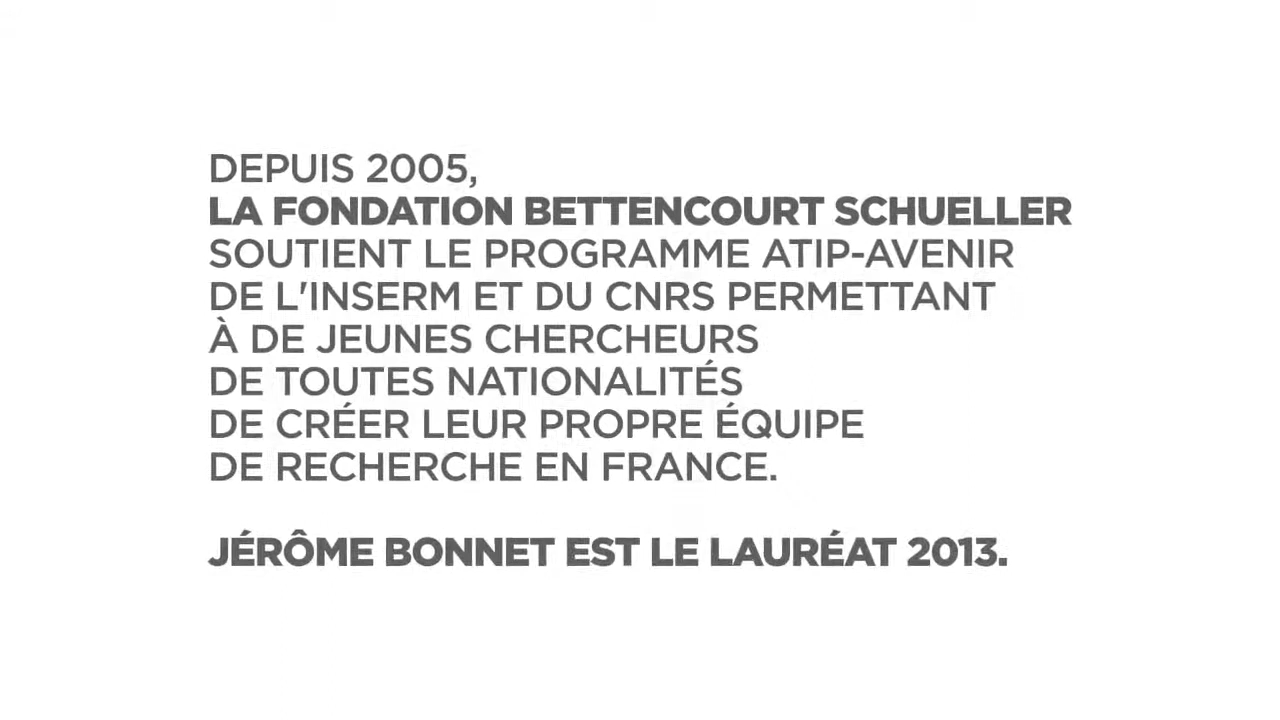 DEPUIS 2005,
LA FONDATION BETTENCOURT SCHUELLER
SOUTIENT LE PROGRAMME ATIP-AVENIR
DE L'INSERM ET DU CNRS PERMETTANT
À DE JEUNES CHERCHEURS
DE TOUTES NATIONALITÉS
DE CRÉER LEUR PROPRE ÉQUIPE
DE RECHERCHE EN FRANCE.
JÉRÔME BONNET EST LE LAURÉAT 2013.